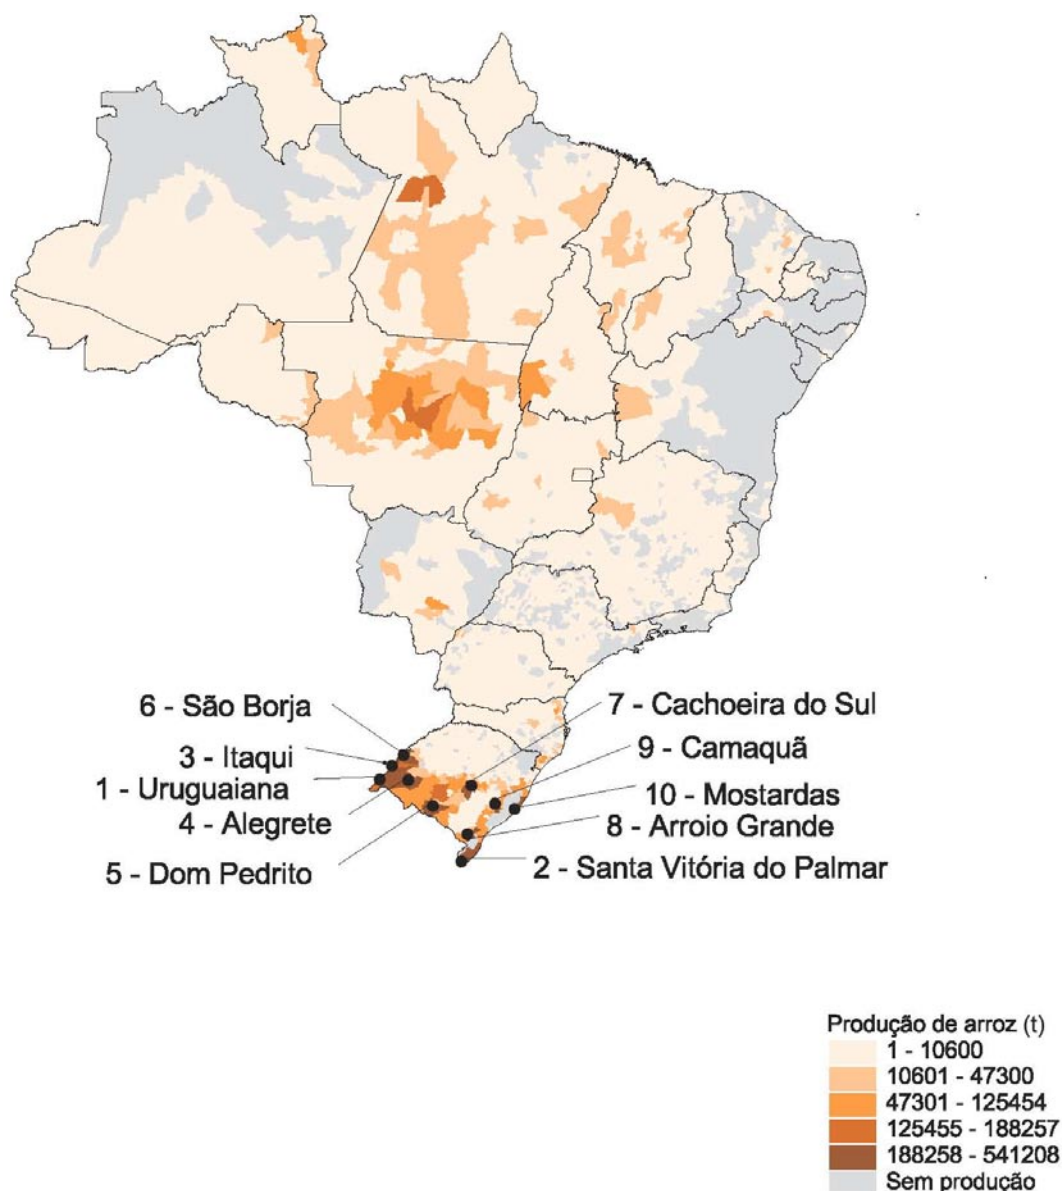 6 - São Borja
7 - Cachoeira do Sul
3 - Itaqui
9 - Camaquã
1 - Uruguaiana
10 - Mostardas
4 - Alegrete
8 - Arroio Grande
5 - Dom Pedrito
2 - Santa Vitória do Palmar
Produção de arroz (t)
1 - 10600
10601 - 47300
47301 - 125454
125455 - 188257
188258 - 541208
Sem produção